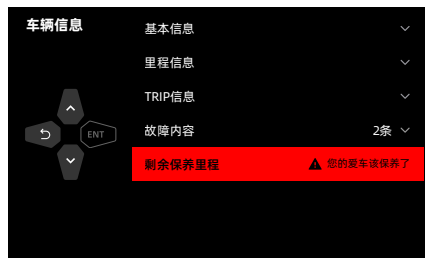 车辆信息
基本信息
里程信息
TRIP信息
故障内容 2条
ENT
剩余保养里程 您的爱车该保养了